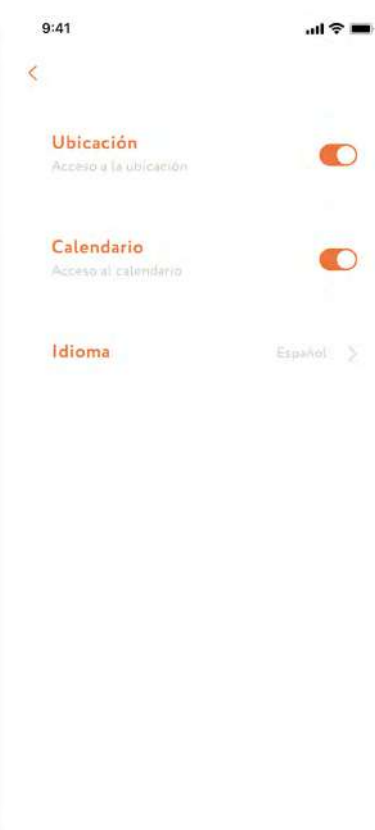 9:41
Ubicación
Acceso a la ubicación
Calendario
Acceso al calendario
Idioma
Español